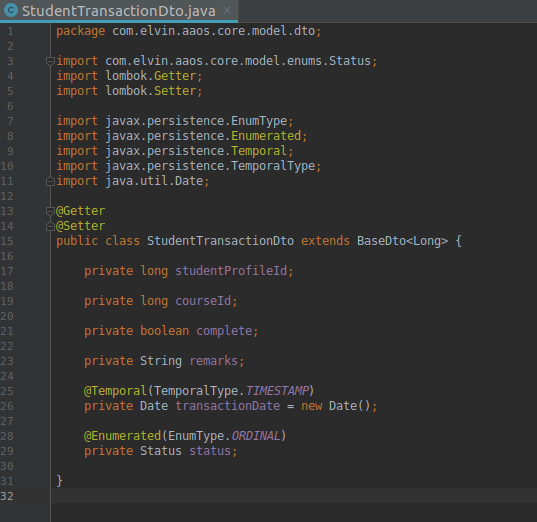 StudentTransactionDto.java
1 package com.elvin.aaos.core.model.dto;
2
3 import com.elvin.aaos.core.model.enums.Status;
4 import lombok.Getter;
5 import lombok.Setter;
6
7 import javax.persistence.EnumType;
8 import javax.persistence.Enumerated;
9 import javax.persistence.Temporal;
10 import javax.persistence.TemporalType;
11 import java.util.Date;
12
13 @Getter
14 @Setter
15 public class StudentTransactionDto extends BaseDto<Long> {
16
17 private long studentProfileId;
18
19 private long courseId;
20
21 private boolean complete;
22
23 private String remarks;
24
25 @Temporal(TemporalType.TIMESTAMP)
26 private Date transactionDate = new Date();
27
28 @Enumerated(EnumType.ORDINAL)
29 private Status status;
30
31 }
32